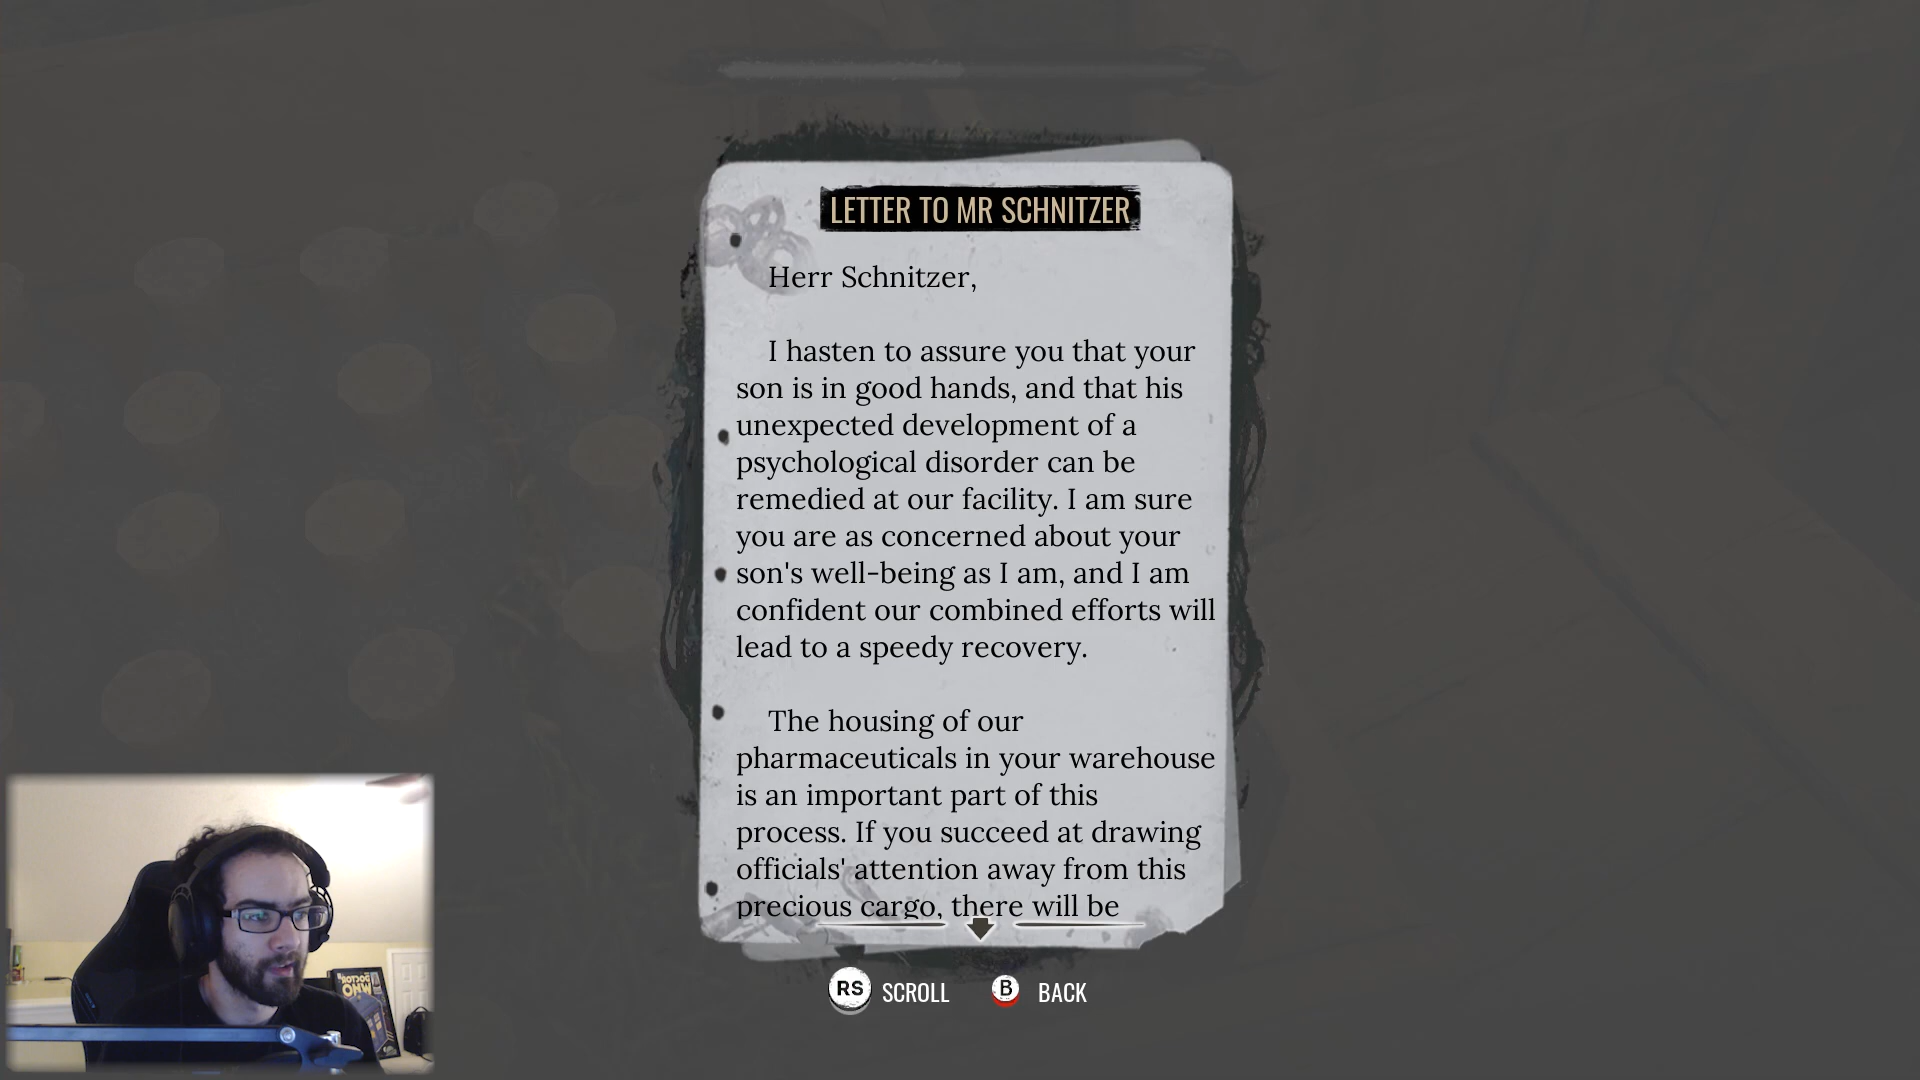 LETTER TO MR SCHNITZER
Herr Schnitzer,
I hasten to assure you that your
son is in good hands, and that his
unexpected development of a
psychological disorder can be
remedied at our facility. I am sure
you are as concerned about your
son's well-being as I am, and I am
confident our combined efforts will
lead to a speedy recovery.
The housing of our
pharmaceuticals in your warehouse
is an important part of this
process. If you succeed at drawing
officials' attention away from this
precious cargo, there will be
RS SCROLL B BACK
DOCTOR
WHO